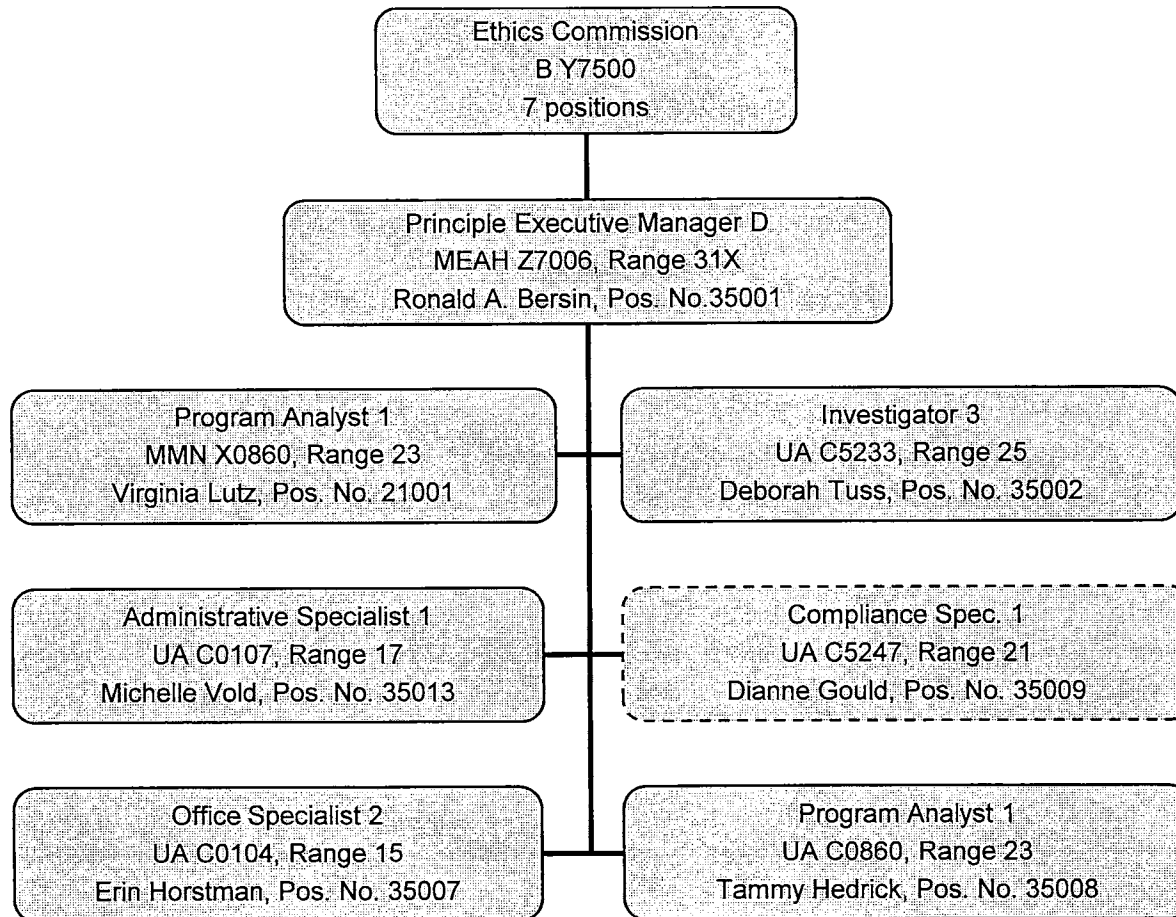 Ethics Commission
B Y7500
7 positions
Principle Executive Manager D
MEAH Z7006, Range 31X
Ronald A. Bersin, Pos. No.35001
Program Analyst 1
MMN X0860, Range 23
Virginia Lutz, Pos. No. 21001
Investigator 3
UA C5233, Range 25
Deborah Tuss, Pos. No. 35002
Administrative Specialist 1
UA C0107, Range 17
Michelle Vold, Pos. No. 35013
Compliance Spec. 1
UA C5247, Range 21
Dianne Gould, Pos. No. 35009
Office Specialist 2
UA C0104, Range 15
Erin Horstman, Pos. No. 35007
Program Analyst 1
UA C0860, Range 23
Tammy Hedrick, Pos. No. 35008